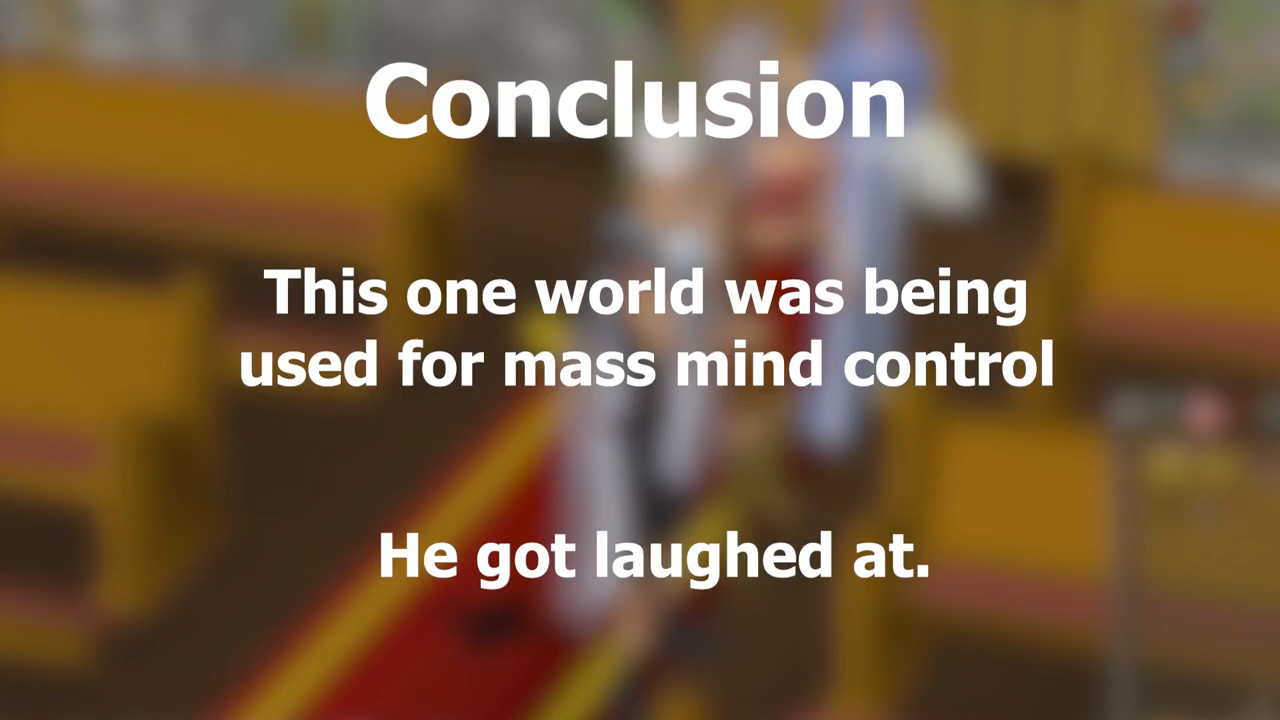 Conclusion
This one world was being
used for mass mind control
He got laughed at.